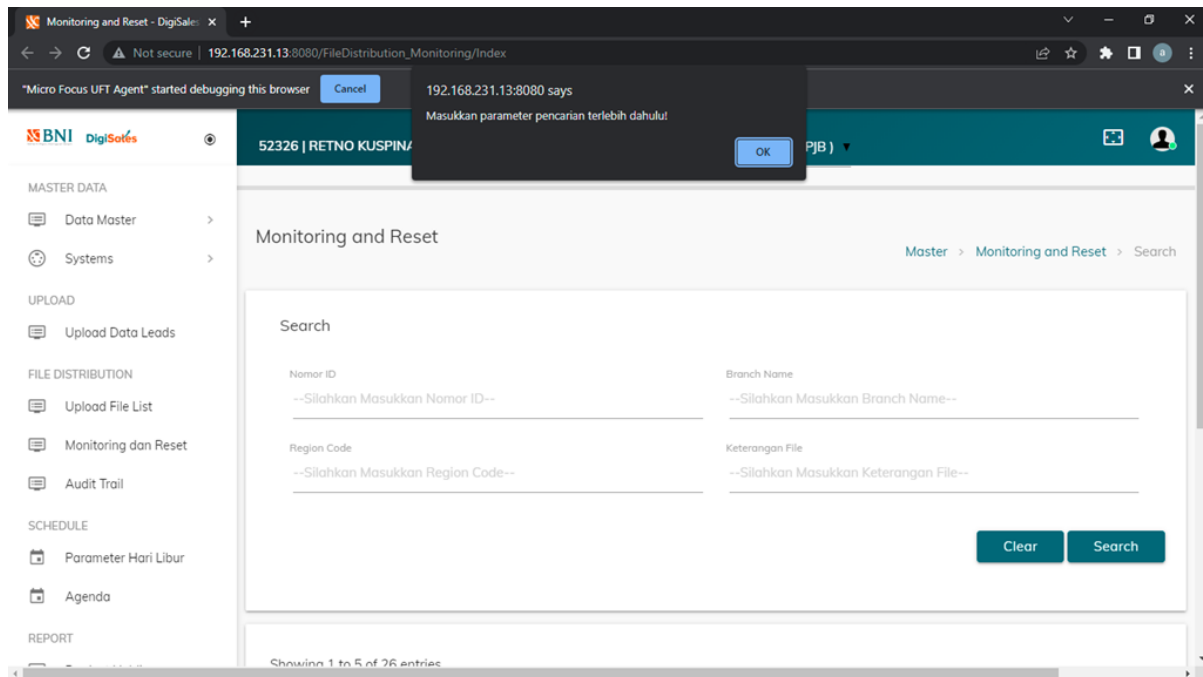 Monitoring and Reset - DigiSales
Not secure | 192.168.231.13:8080/FileDistribution_Monitoring/Index
"Micro Focus UFT Agent" started debugging this browser
Cancel
192.168.231.13:8080 says
Masukkan parameter pencarian terlebih dahulu!
OK
BNI DigiSales
52326 | RETNO KUSPINA
PJB ) ▼
MASTER DATA
Data Master
Systems
UPLOAD
Upload Data Leads
FILE DISTRIBUTION
Upload File List
Monitoring dan Reset
Audit Trail
SCHEDULE
Parameter Hari Libur
Agenda
REPORT
Monitoring and Reset
Master > Monitoring and Reset > Search
Search
Nomor ID
--Silahkan Masukkan Nomor ID--
Branch Name
--Silahkan Masukkan Branch Name--
Region Code
--Silahkan Masukkan Region Code--
Keterangan File
--Silahkan Masukkan Keterangan File--
Clear
Search
Showing 1 to 5 of 26 entries